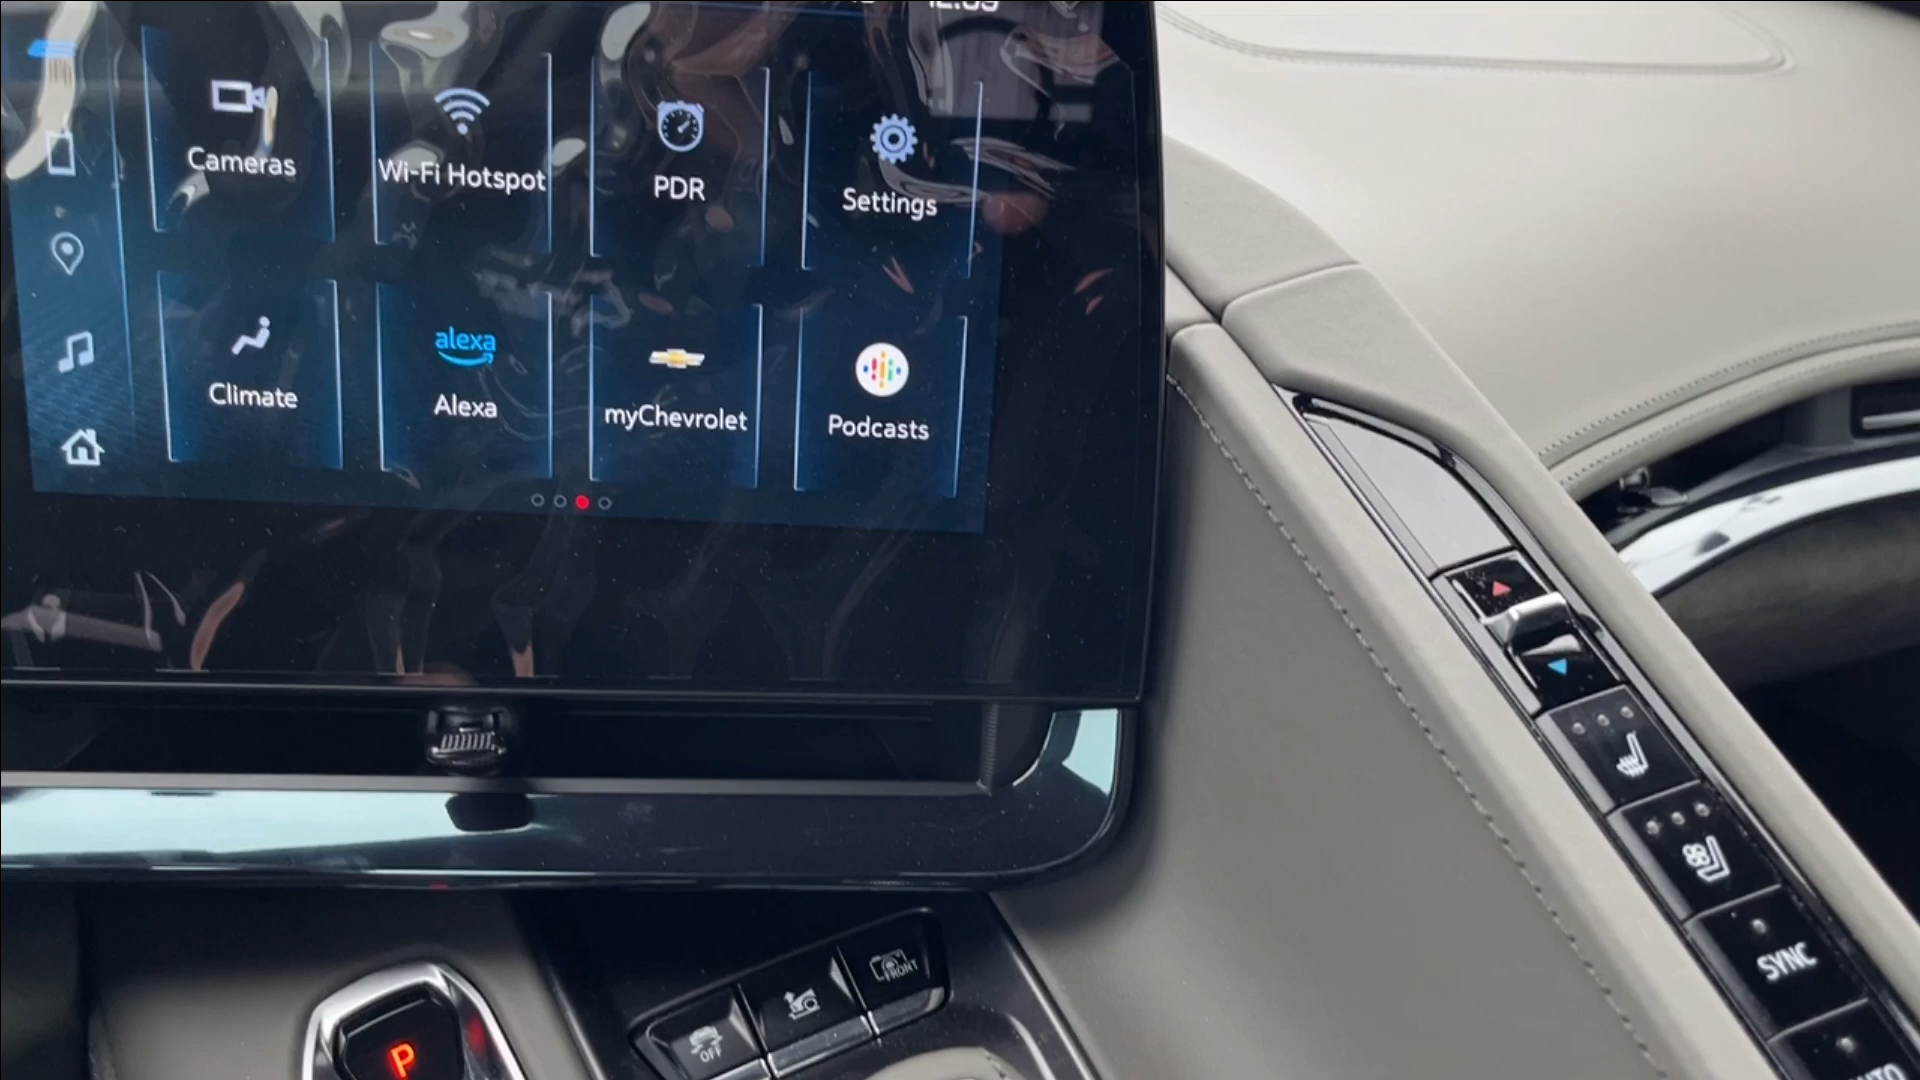 Cameras
Wi-Fi Hotspot
PDR
Settings
Climate
alexa
Alexa
myChevrolet
Podcasts
SYNC
FRONT
OFF
P